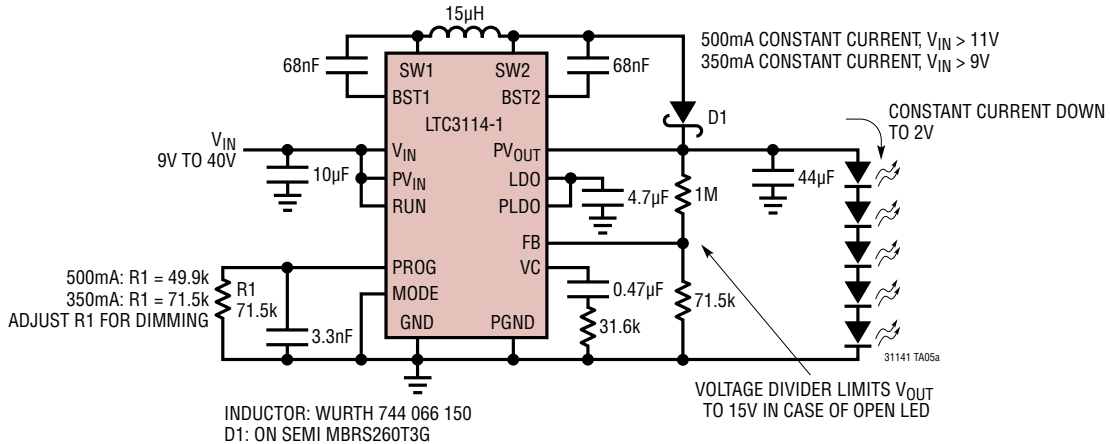 15µH
68nF
SW1
SW2
68nF
BST1
BST2
LTC3114-1
500mA CONSTANT CURRENT, VIN > 11V
350mA CONSTANT CURRENT, VIN > 9V
D1
CONSTANT CURRENT DOWN
TO 2V
VIN
9V TO 40V
10µF
VIN
PVIN
RUN
PVOUT
LDO
PLDO
4.7µF
1M
44µF
FB
VC
0.47µF
31.6k
71.5k
500mA: R1 = 49.9k
350mA: R1 = 71.5k
ADJUST R1 FOR DIMMING
R1
71.5k
3.3nF
PROG
MODE
GND
PGND
31141 TA05a
VOLTAGE DIVIDER LIMITS VOUT
TO 15V IN CASE OF OPEN LED
INDUCTOR: WURTH 744 066 150
D1: ON SEMI MBRS260T3G